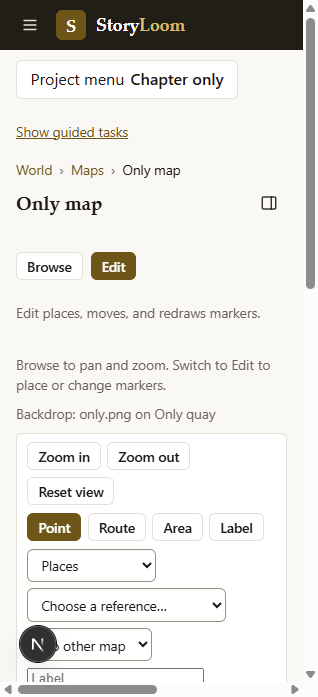 S StoryLoom
Project menu Chapter only
Show guided tasks
World › Maps › Only map
Only map
Browse Edit
Edit places, moves, and redraws markers.
Browse to pan and zoom. Switch to Edit to
place or change markers.
Backdrop: only.png on Only quay
Zoom in Zoom out
Reset view
Point Route Area Label
Places
Choose a reference...
N other map
Label